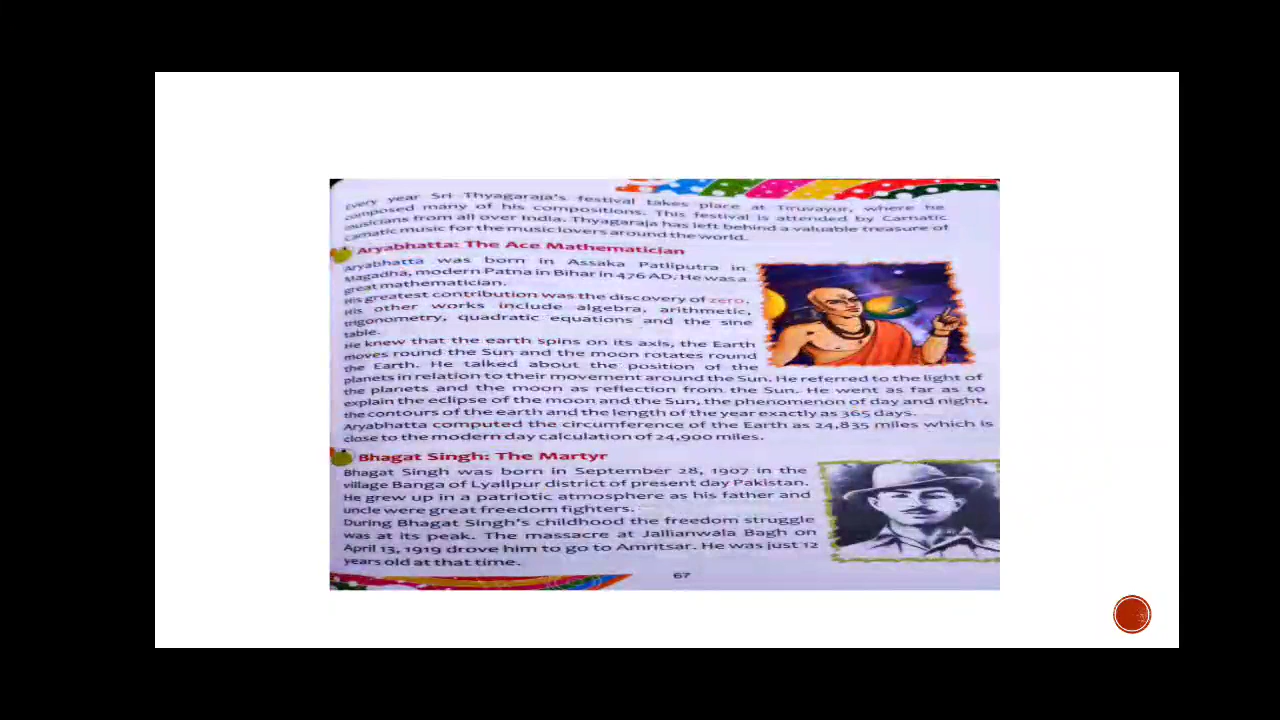 Every year Sri Thyagaraja's festival takes place at Tiruvayur, where he
composed many of his compositions. This festival is attended by Carnatic
musicians from all over India. Thyagaraja has left behind a valuable treasure of
carnatic music for the music lovers around the world.
Aryabhatta: The Ace Mathematician
Aryabhatta was born in Assaka Patliputra in
Magadha, modern Patna in Bihar in 476 AD. He was a
great mathematician.
His greatest contribution was the discovery of zero.
His other works include algebra, arithmetic,
trigonometry, quadratic equations and the sine
table.
He knew that the earth spins on its axis, the Earth
moves round the Sun and the moon rotates round
the Earth. He talked about the position of the
planets in relation to their movement around the Sun. He referred to the light of
the planets and the moon as reflection from the Sun. He went as far as to
explain the eclipse of the moon and the Sun, the phenomenon of day and night,
the contours of the earth and the length of the year exactly as 365 days.
Aryabhatta computed the circumference of the Earth as 24,835 miles which is
close to the modern day calculation of 24,900 miles.
Bhagat Singh: The Martyr
Bhagat Singh was born in September 28, 1907 in the
village Banga of Lyallpur district of present day Pakistan.
He grew up in a patriotic atmosphere as his father and
uncle were great freedom fighters.
During Bhagat Singh's childhood the freedom struggle
was at its peak. The massacre at Jallianwala Bagh on
April 13, 1919 drove him to go to Amritsar. He was just 12
years old at that time.
67